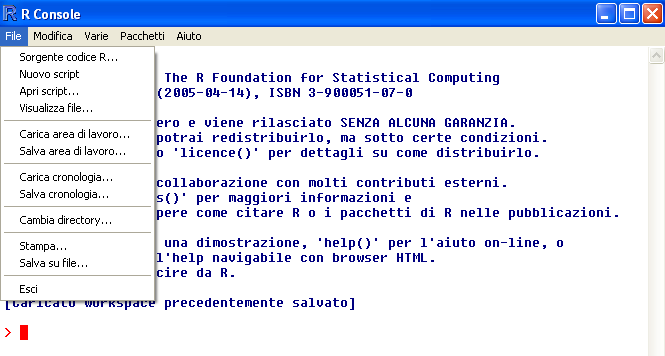 R Console
File Modifica Varie Pacchetti Aiuto
Sorgente codice R...
Nuovo script
Apri script...
Visualizza file...
Carica area di lavoro...
Salva area di lavoro...
Carica cronologia...
Salva cronologia...
Cambia directory...
Stampa...
Salva su file...
Esci
The R Foundation for Statistical Computing
(2005-04-14), ISBN 3-900051-07-0
ero e viene rilasciato SENZA ALCUNA GARANZIA.
potrai redistribuirlo, ma sotto certe condizioni.
o 'licence()' per dettagli su come distribuirlo.
collaborazione con molti contributi esterni.
s()' per maggiori informazioni e
pere come citare R o i pacchetti di R nelle pubblicazioni.
una dimostrazione, 'help()' per l'aiuto on-line, o
l'help navigabile con browser HTML.
cire da R.
[Caricato workspace precedentemente salvato]
>